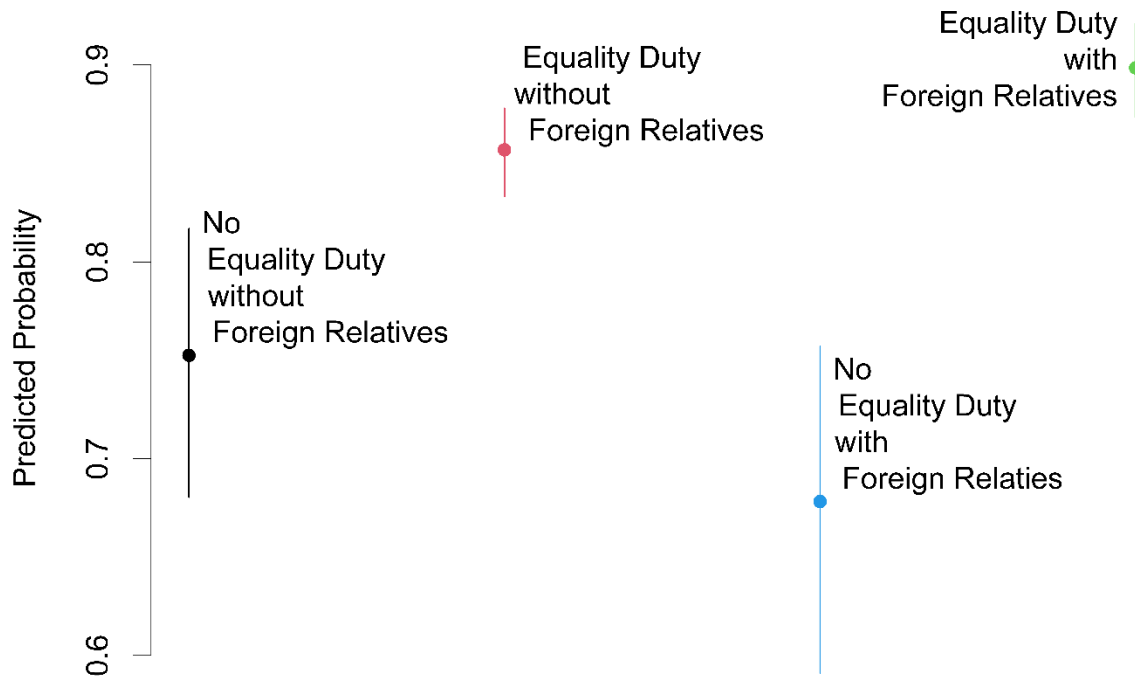 Equality Duty
with
Foreign Relatives
Equality Duty
without
Foreign Relatives
No
Equality Duty
without
Foreign Relatives
No
Equality Duty
with
Foreign Relaties
Predicted Probability
0.9
0.8
0.7
0.6